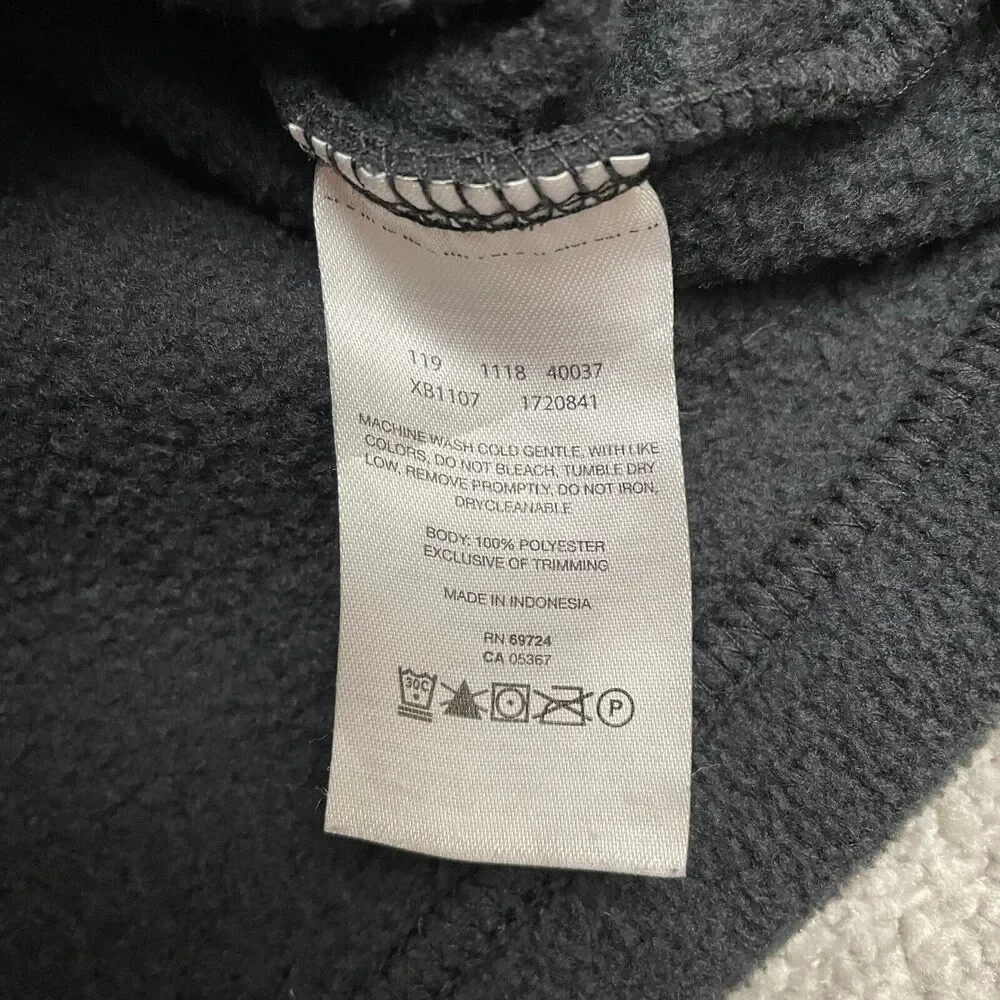 119 1118 40037
XB1107 1720841
MACHINE WASH COLD GENTLE, WITH LIKE
COLORS, DO NOT BLEACH, TUMBLE DRY
LOW, REMOVE PROMPTLY, DO NOT IRON,
DRYCLEANABLE
BODY: 100% POLYESTER
EXCLUSIVE OF TRIMMING
MADE IN INDONESIA
RN 69724
CA 05367
30C P